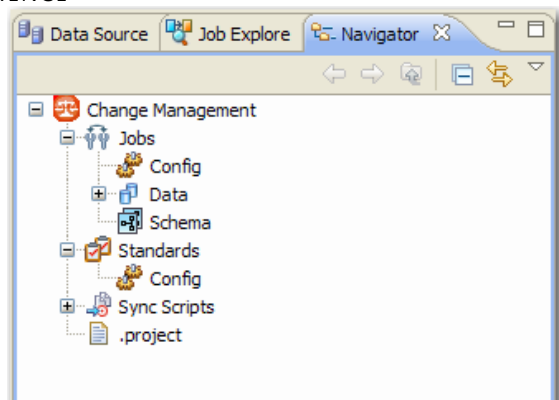 Data Source Job Explore Navigator
Change Management
Jobs
Config
Data
Schema
Standards
Config
Sync Scripts
.project